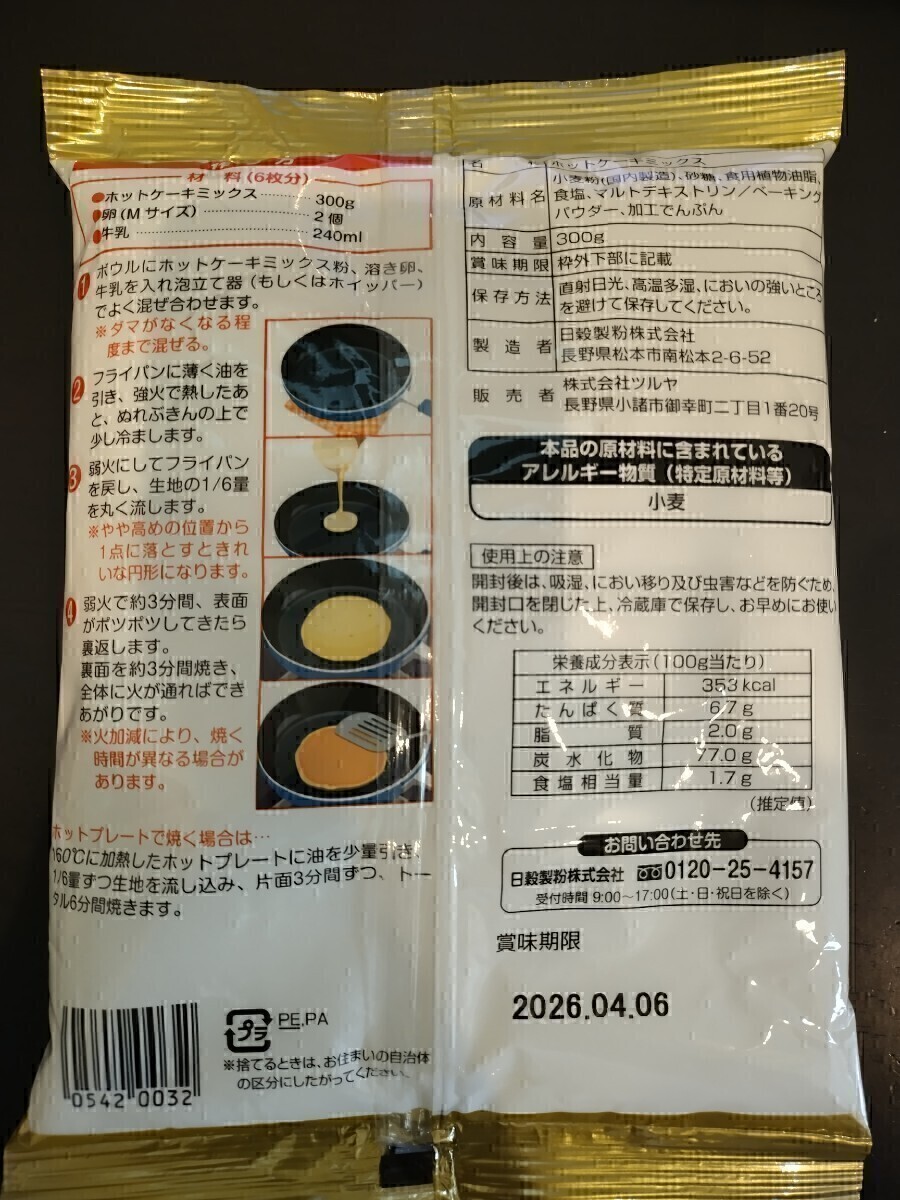 材料(6枚分)
●ホットケーキミックス………300g
●卵(Mサイズ)………2個
●牛乳………240ml
1 ボウルにホットケーキミックス粉、溶き卵、
牛乳を入れ泡立て器(もしくはホイッパー)
でよく混ぜ合わせます。
※ダマがなくなる程
度まで混ぜる。
2 フライパンに薄く油を
引き、強火で熱したあ
と、ぬれぶきんの上で
少し冷まします。
3 弱火にしてフライパン
を戻し、生地の1/6量
を丸く流します。
※やや高めの位置から
1点に落とすときれ
いな円形になります。
4 弱火で約3分間、表面
がポツポツしてきたら
裏返します。
裏面を約3分間焼き、
全体に火が通ればでき
あがりです。
※火加減により、焼く
時間が異なる場合が
あります。
ホットプレートで焼く場合は…
160℃に加熱したホットプレートに油を少量引き、
1/6量ずつ生地を流し込み、片面3分間ずつ、トー
タル6分間焼きます。
0542 0032
プラ PE,PA
※捨てるときは、お住まいの自治体
の区分にしたがってください。
名 称 ホットケーキミックス
原材料名 小麦粉(国内製造)、砂糖、食用植物油脂、
食塩、マルトデキストリン/ベーキング
パウダー、加工でんぷん
内容量 300g
賞味期限 枠外下部に記載
保存方法 直射日光、高温多湿、においの強いところ
を避けて保存してください。
製造者 日穀製粉株式会社
長野県松本市南松本2-6-52
販売者 株式会社ツルヤ
長野県小諸市御幸町二丁目1番20号
本品の原材料に含まれている
アレルギー物質(特定原材料等)
小麦
使用上の注意
開封後は、吸湿、におい移り及び虫害などを防ぐため、
開封口を閉じた上、冷蔵庫で保存し、お早めにお使い
ください。
栄養成分表示(100g当たり)
エネルギー 353kcal
たんぱく質 6.7g
脂質 2.0g
炭水化物 77.0g
食塩相当量 1.7g
(推定値)
お問い合わせ先
日穀製粉株式会社 0120-25-4157
受付時間 9:00~17:00(土・日・祝日を除く)
賞味期限
2026.04.06